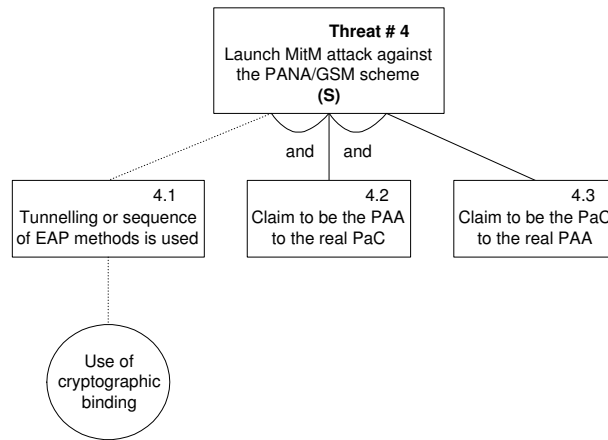 Threat # 4
Launch MitM attack against
the PANA/GSM scheme
(S)
and and
4.1
Tunnelling or sequence
of EAP methods is used
4.2
Claim to be the PAA
to the real PaC
4.3
Claim to be the PaC
to the real PAA
Use of
cryptographic
binding